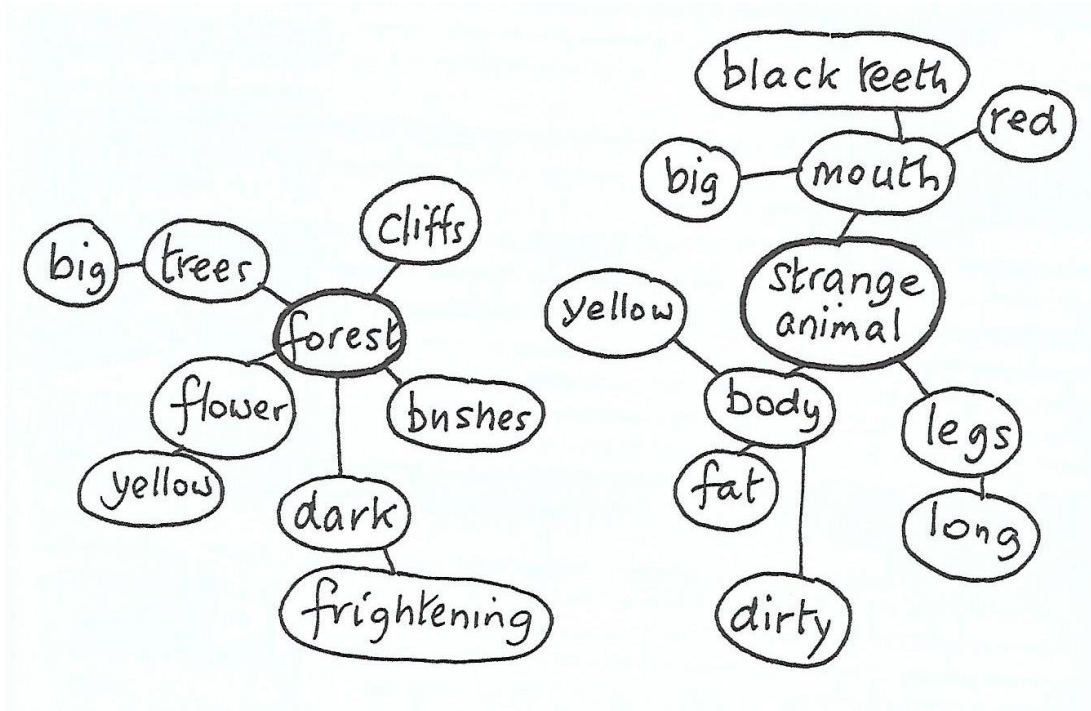 cliffs
big
trees
forest
flower
bushes
yellow
dark
frightening
black teeth
red
big
mouth
strange
animal
yellow
body
legs
fat
long
dirty